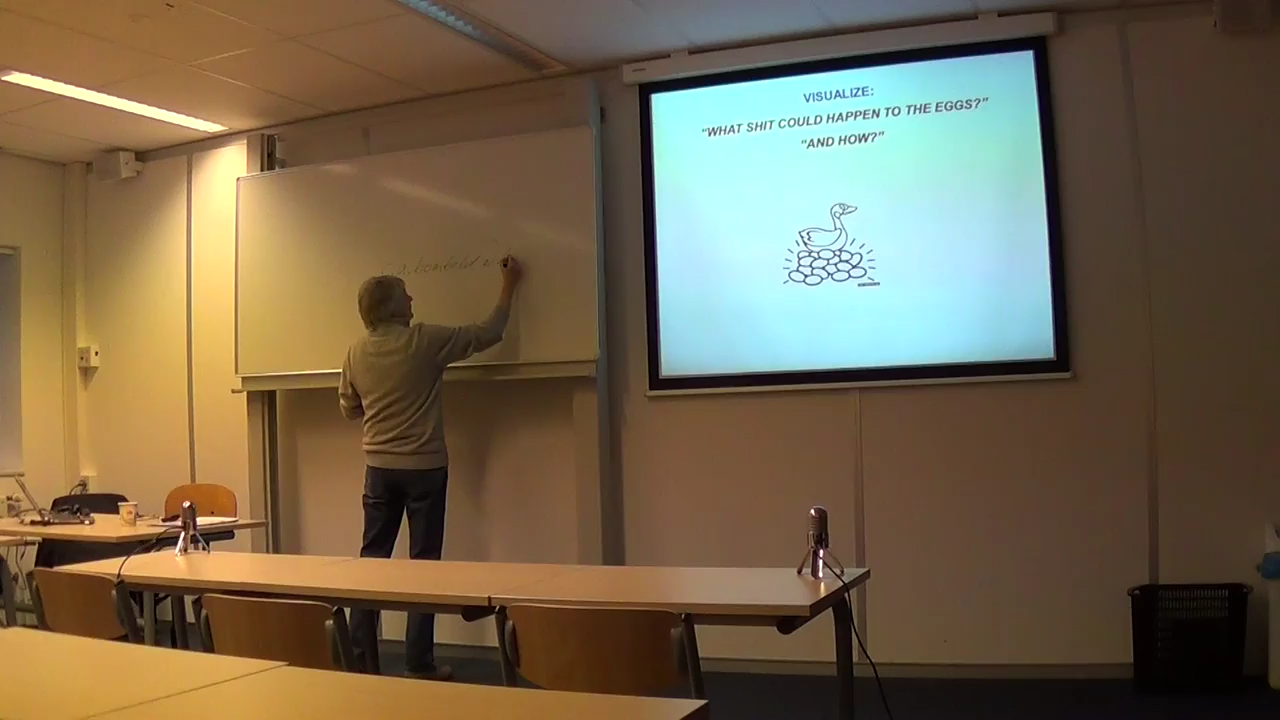 VISUALIZE:
"WHAT SHIT COULD HAPPEN TO THE EGGS?"
"AND HOW?"